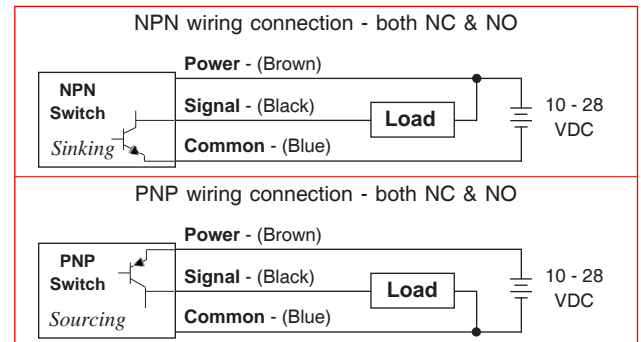 NPN wiring connection - both NC & NO
Power - (Brown)
NPN
Switch
Signal - (Black)
Load
10 - 28
VDC
Sinking
Common - (Blue)
PNP wiring connection - both NC & NO
Power - (Brown)
PNP
Switch
Signal - (Black)
Load
10 - 28
VDC
Sourcing
Common - (Blue)